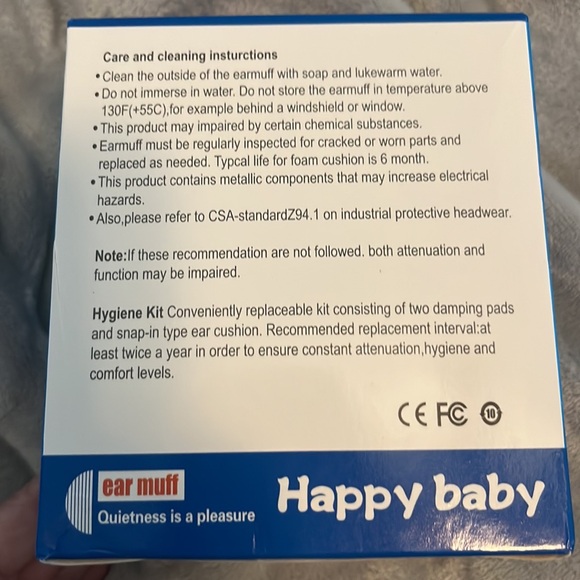 Care and cleaning insturctions
• Clean the outside of the earmuff with soap and lukewarm water.
• Do not immerse in water. Do not store the earmuff in temperature above
130F(+55C),for example behind a windshield or window.
• This product may impaired by certain chemical substances.
• Earmuff must be regularly inspected for cracked or worn parts and
replaced as needed. Typcal life for foam cushion is 6 month.
• This product contains metallic components that may increase electrical
hazards.
• Also,please refer to CSA-standardZ94.1 on industrial protective headwear.
Note:If these recommendation are not followed. both attenuation and
function may be impaired.
Hygiene Kit Conveniently replaceable kit consisting of two damping pads
and snap-in type ear cushion. Recommended replacement interval:at
least twice a year in order to ensure constant attenuation,hygiene and
comfort levels.
CE FC 10
ear muff
Quietness is a pleasure
Happy baby